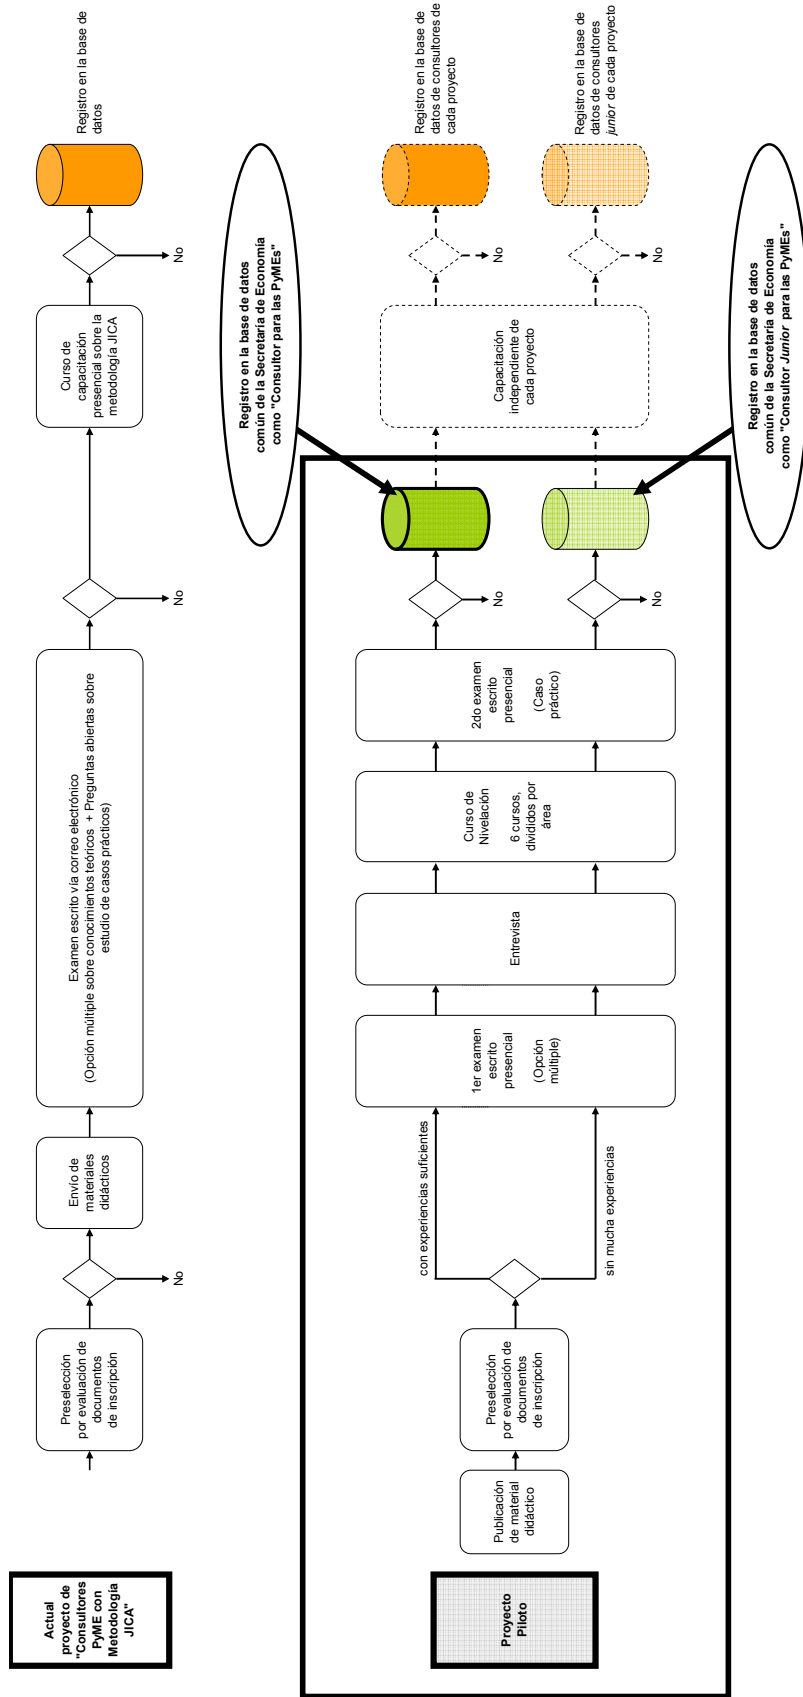 Actual
proyecto de
"Consultores
PyME con
Metodología
JICA"
Preselección
por evaluación de
documentos
de inscripción
No
Envío de
materiales
didácticos
Examen escrito vía correo electrónico
(Opción múltiple sobre conocimientos teóricos + Preguntas abiertas sobre
estudio de casos prácticos)
No
Curso de
capacitación
presencial sobre la
metodología JICA
No
Registro en la base de
datos
Registro en la base de datos
común de la Secretaría de Economía
como "Consultor para las PyMEs"
Proyecto
Piloto
Publicación
de material
didáctico
Preselección
por evaluación de
documentos
de inscripción
con experiencias suficientes
sin mucha experiencias
1er examen
escrito
presencial
(Opción
múltiple)
Entrevista
Curso de
Nivelación
6 cursos,
divididos por
área
2do examen
escrito
presencial
(Caso
práctico)
No
No
Capacitación
independiente de
cada proyecto
No
No
Registro en la base de
datos de consultores de
cada proyecto
Registro en la base de
datos de consultores
junior de cada proyecto
Registro en la base de datos
común de la Secretaría de Economía
como "Consultor Junior para las PyMEs"